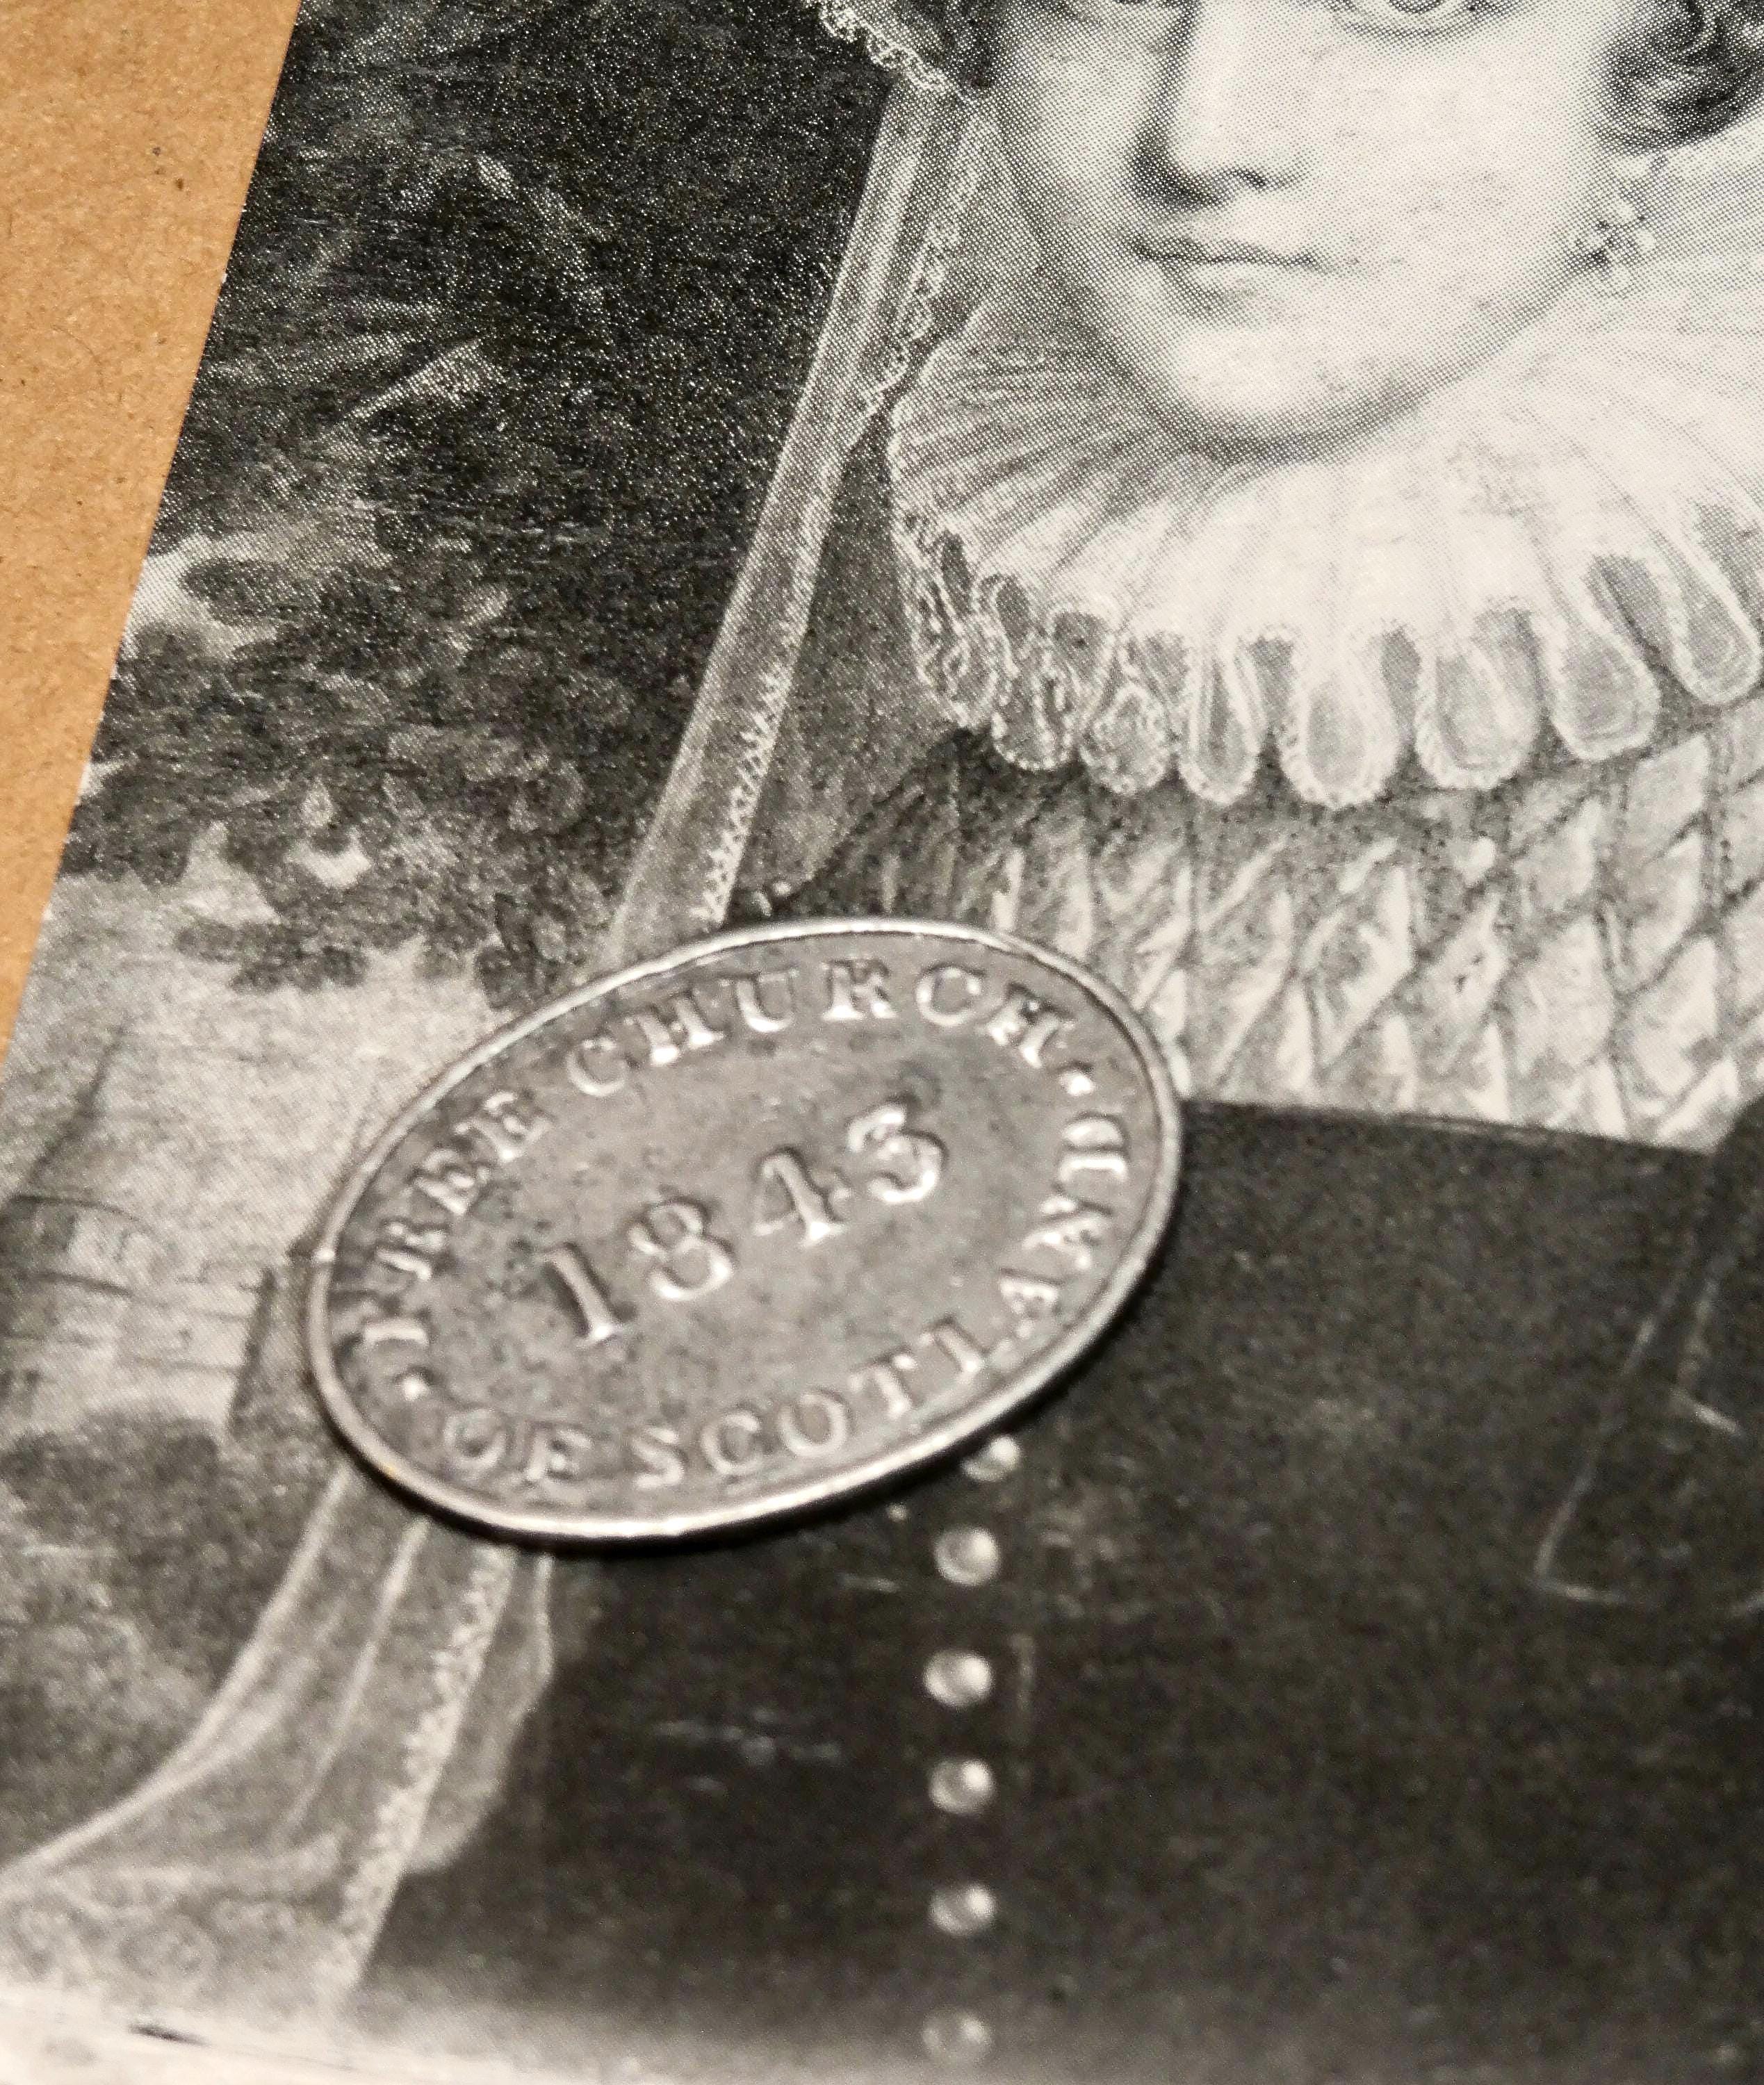 FREE CHURCH
1843
OF SCOTLAND